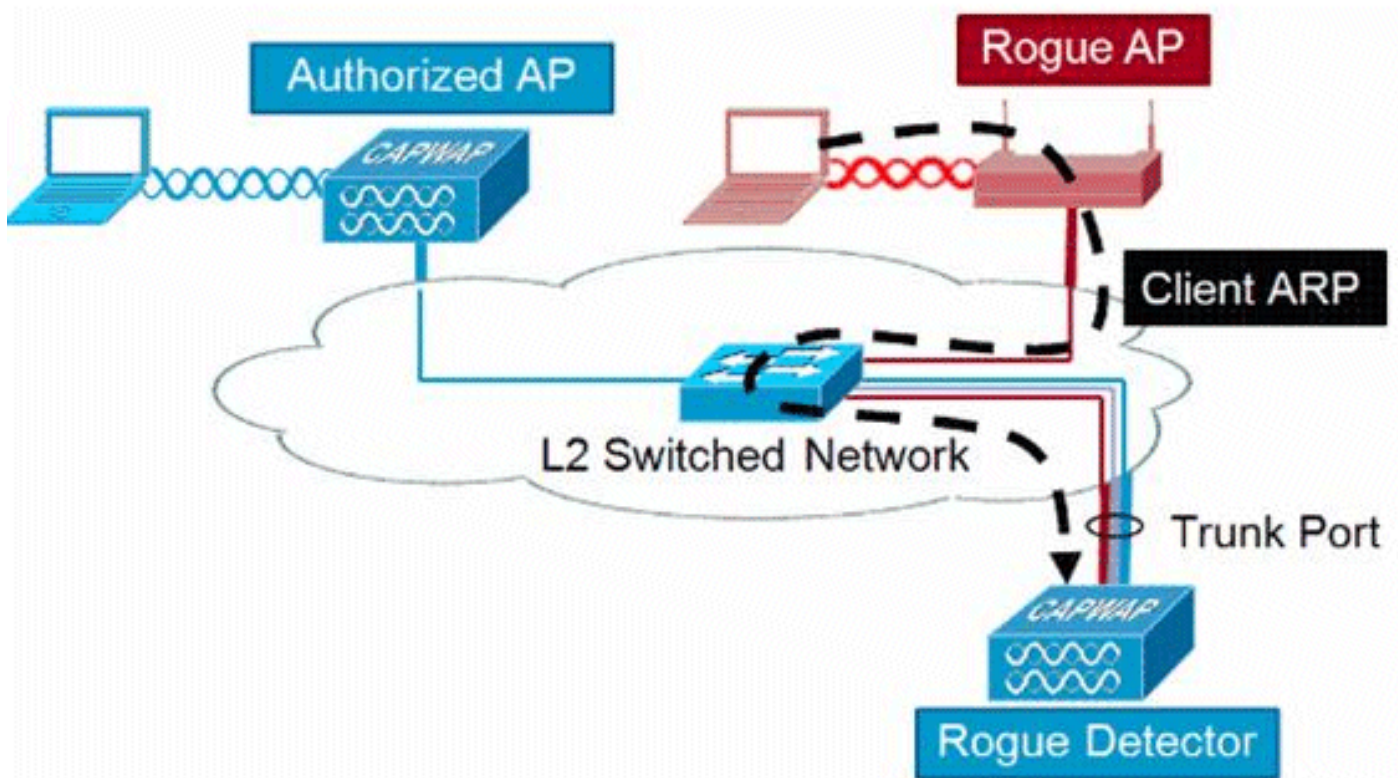 Authorized AP
Rogue AP
CAPWAP
Client ARP
L2 Switched Network
Trunk Port
CAPWAP
Rogue Detector